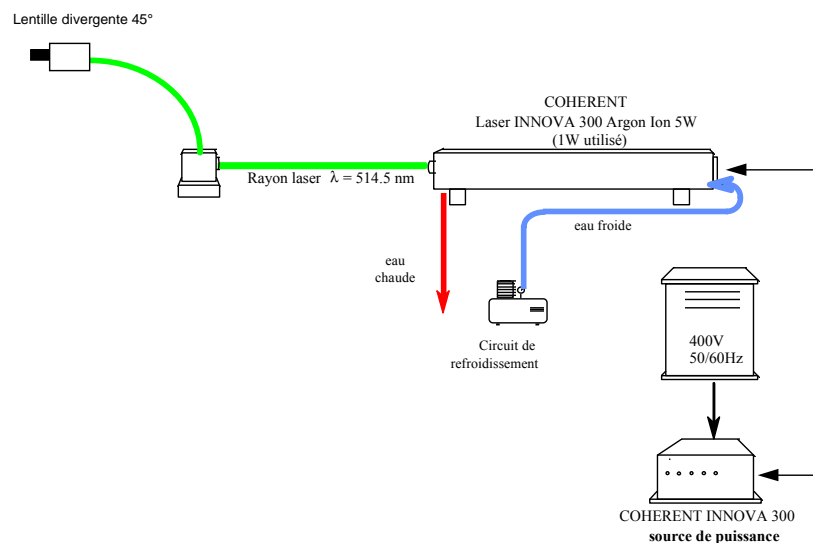 Lentille divergente 45°
COHERENT
Laser INNOVA 300 Argon Ion 5W
(1W utilisé)
Rayon laser λ = 514.5 nm
eau froide
eau
chaude
Circuit de
refroidissement
400V
50/60Hz
COHERENT INNOVA 300
source de puissance